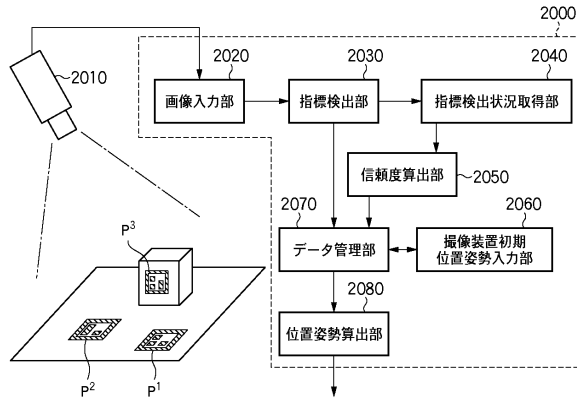 2000
2010
2020
2030
2040
画像入力部
指標検出部
指標検出状況取得部
信頼度算出部
2050
2070
2060
データ管理部
撮像装置初期
位置姿勢入力部
2080
位置姿勢算出部
P3
P2
P1